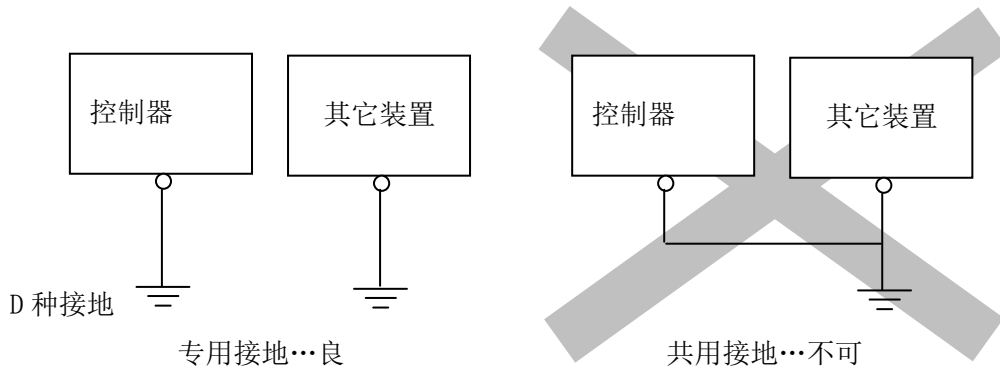 控制器
其它装置
控制器
其它装置
D 种接地
专用接地…良
共用接地…不可